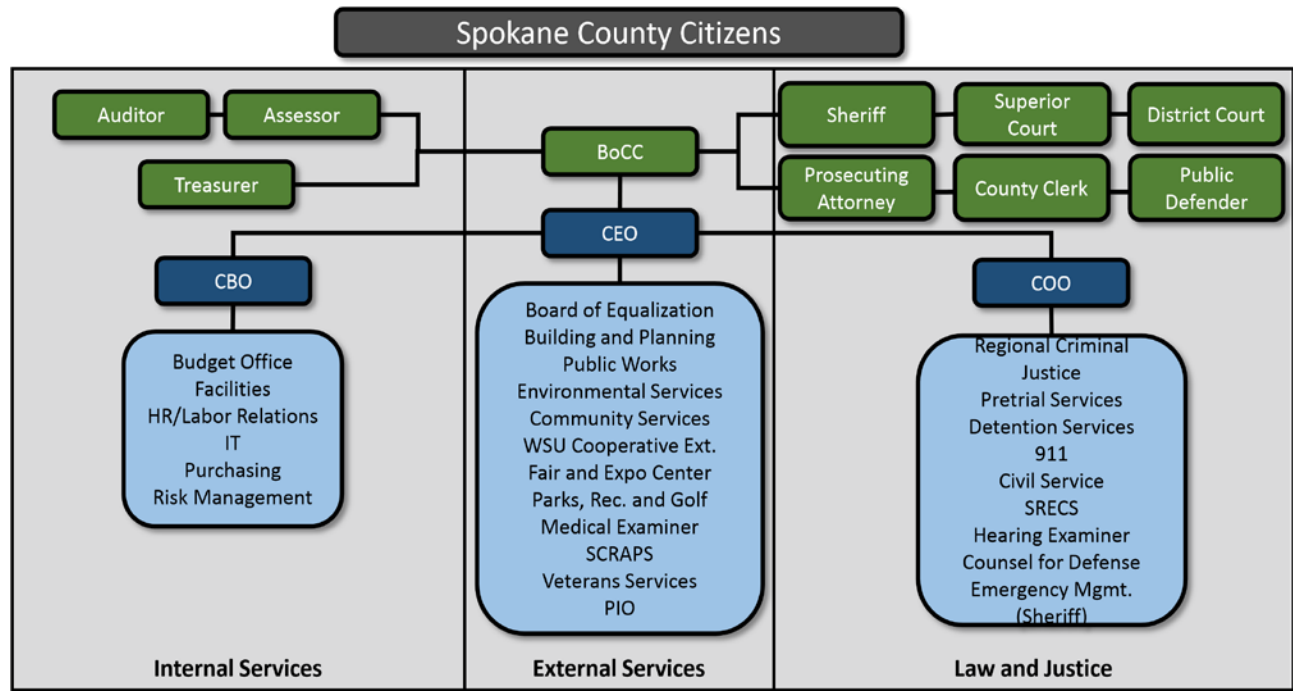 Spokane County Citizens
Auditor
Assessor
Treasurer
BoCC
Sheriff
Superior
Court
District Court
Prosecuting
Attorney
County Clerk
Public
Defender
CEO
CBO
COO
Budget Office
Facilities
HR/Labor Relations
IT
Purchasing
Risk Management
Board of Equalization
Building and Planning
Public Works
Environmental Services
Community Services
WSU Cooperative Ext.
Fair and Expo Center
Parks, Rec. and Golf
Medical Examiner
SCRAPS
Veterans Services
PIO
Regional Criminal
Justice
Pretrial Services
Detention Services
911
Civil Service
SRECS
Hearing Examiner
Counsel for Defense
Emergency Mgmt.
(Sheriff)
Internal Services
External Services
Law and Justice